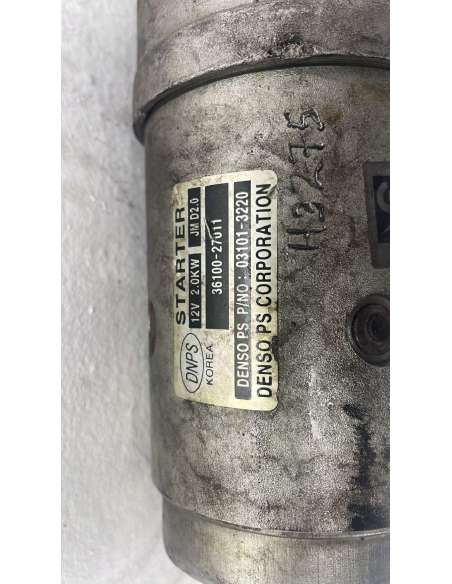 STARTER
12V 2.0KW JM D2.0
36100-27011
DNPS
KOREA
DENSO PS P/NO : 03101-3220
DENSO PS CORPORATION